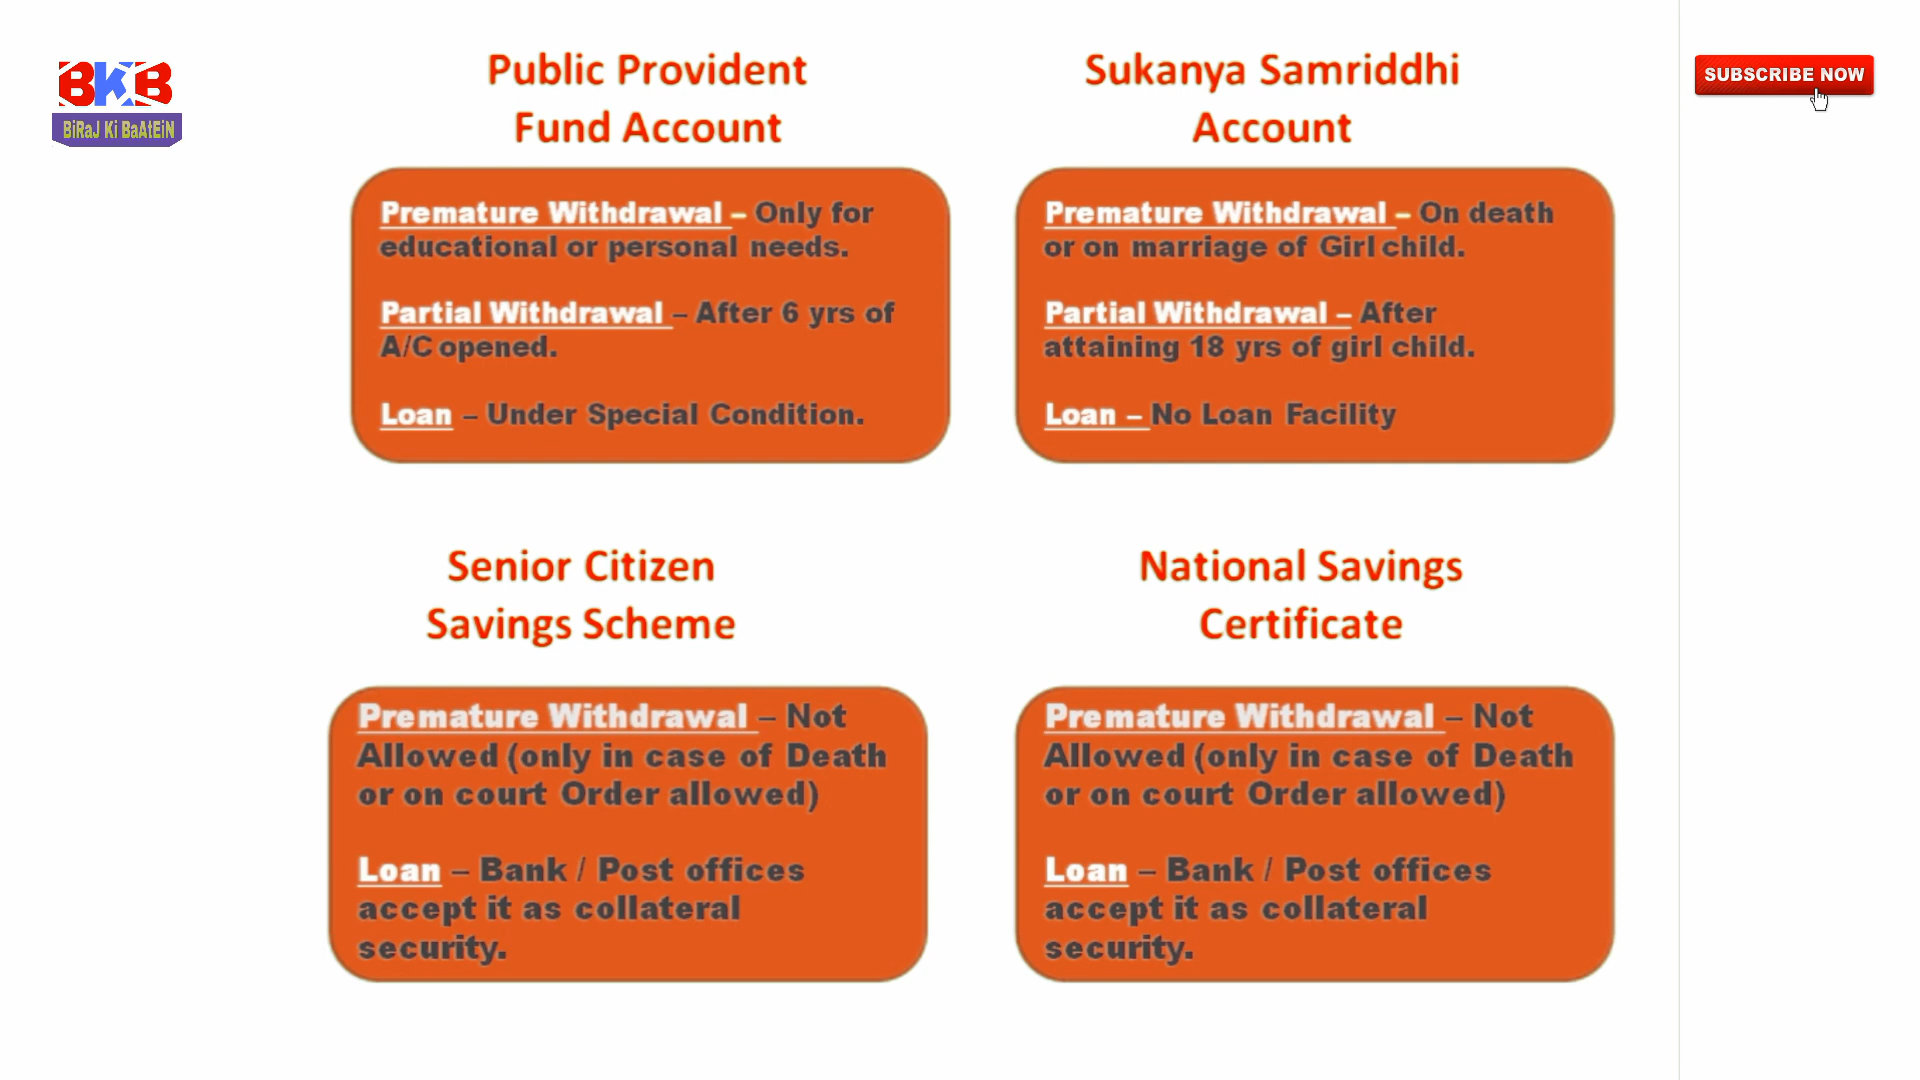 BKB
BiRaJ Ki BaAtEiN
SUBSCRIBE NOW
Public Provident
Fund Account
Premature Withdrawal – Only for
educational or personal needs.
Partial Withdrawal – After 6 yrs of
A/C opened.
Loan – Under Special Condition.
Sukanya Samriddhi
Account
Premature Withdrawal – On death
or on marriage of Girl child.
Partial Withdrawal – After
attaining 18 yrs of girl child.
Loan – No Loan Facility
Senior Citizen
Savings Scheme
Premature Withdrawal – Not
Allowed (only in case of Death
or on court Order allowed)
Loan – Bank / Post offices
accept it as collateral
security.
National Savings
Certificate
Premature Withdrawal – Not
Allowed (only in case of Death
or on court Order allowed)
Loan – Bank / Post offices
accept it as collateral
security.